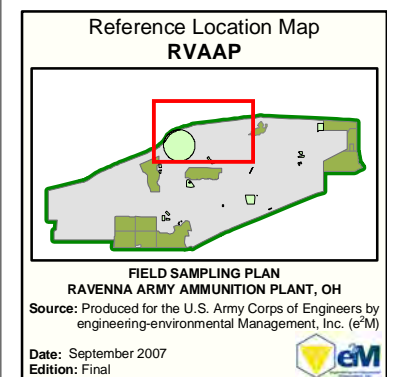 Reference Location Map
RVAAP
FIELD SAMPLING PLAN
RAVENNA ARMY AMMUNITION PLANT, OH
Source: Produced for the U.S. Army Corps of Engineers by
engineering-environmental Management, Inc. (e²M)
Date: September 2007
Edition: Final
e²M